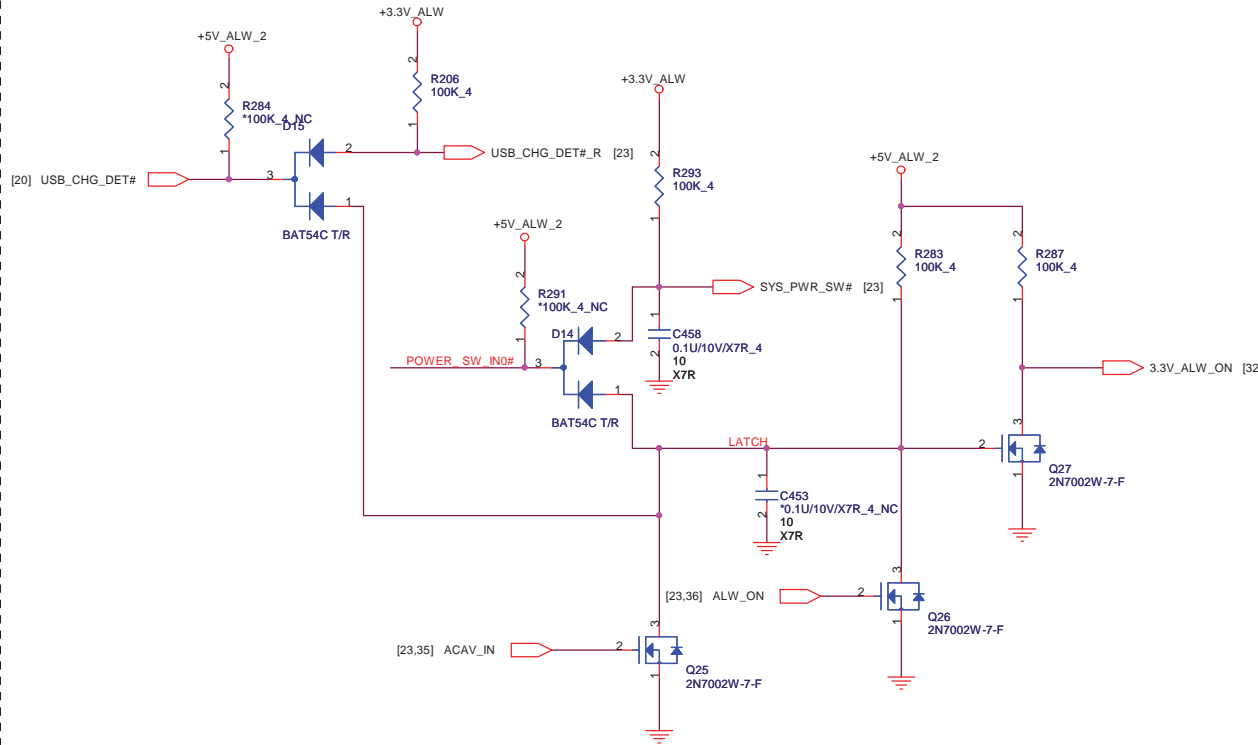 +3.3V_ALW
+5V_ALW_2
2
R206
100K_4
1
2
R284
*100K_4_NC
1
D15
2
USB_CHG_DET#_R [23]
[20] USB_CHG_DET#
3
1
BAT54C T/R
+3.3V_ALW
2
R293
100K_4
1
+5V_ALW_2
2
R291
*100K_4_NC
1
SYS_PWR_SW# [23]
D14
2
POWER_ SW_IN0#
3
1
BAT54C T/R
1
C458
0.1U/10V/X7R_4
2
10
X7R
+5V_ALW_2
2
R283
100K_4
1
2
R287
100K_4
1
3.3V_ALW_ON [32
LATCH
1
C453
*0.1U/10V/X7R_4_NC
2
10
X7R
3
2
1
Q27
2N7002W-7-F
[23,36] ALW_ON
3
2
1
Q26
2N7002W-7-F
[23,35] ACAV_IN
3
2
1
Q25
2N7002W-7-F